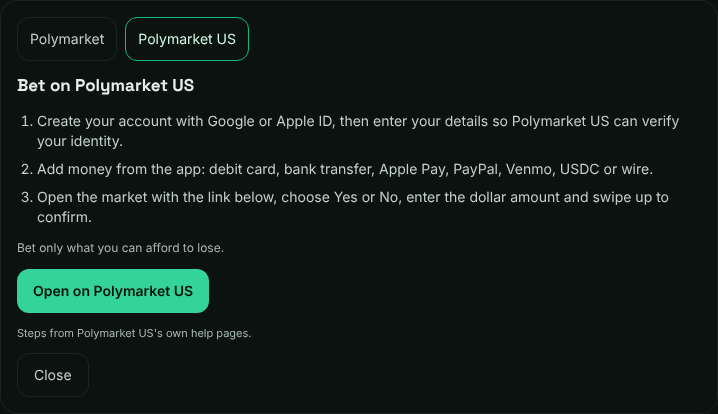 Polymarket
Polymarket US
Bet on Polymarket US
1. Create your account with Google or Apple ID, then enter your details so Polymarket US can verify
your identity.
2. Add money from the app: debit card, bank transfer, Apple Pay, PayPal, Venmo, USDC or wire.
3. Open the market with the link below, choose Yes or No, enter the dollar amount and swipe up to
confirm.
Bet only what you can afford to lose.
Open on Polymarket US
Steps from Polymarket US's own help pages.
Close